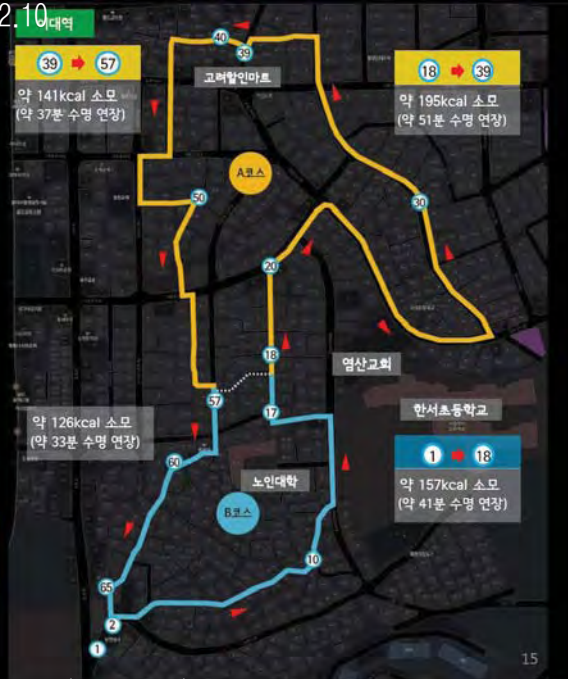 2.10
이대역
39 ➡ 57
약 141kcal 소모
(약 37분 수명 연장)
40
39
고려할인마트
18 ➡ 39
약 195kcal 소모
(약 51분 수명 연장)
A코스
50
30
20
18
염산교회
57
17
한서초등학교
약 126kcal 소모
(약 33분 수명 연장)
60
노인대학
1 ➡ 18
약 157kcal 소모
(약 41분 수명 연장)
B코스
10
65
2
1
15